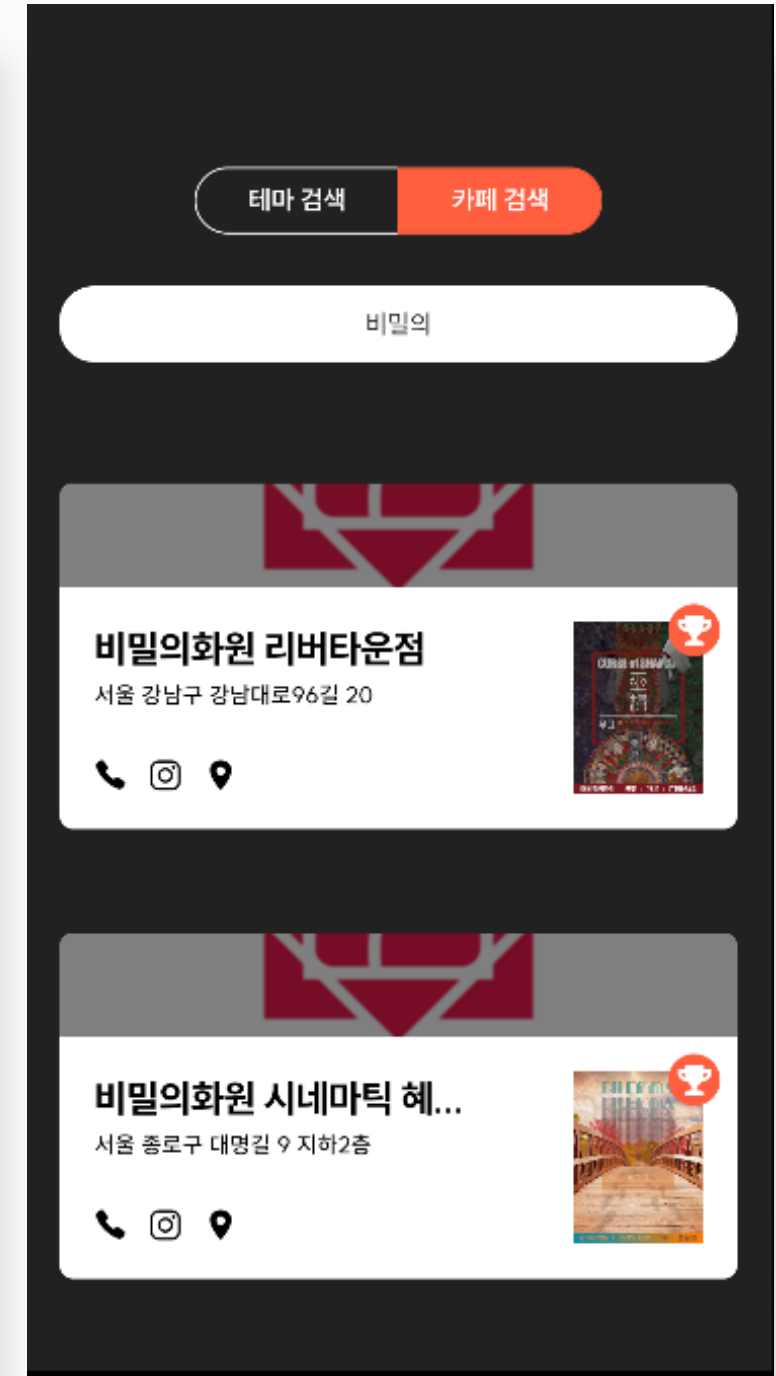 테마 검색
카페 검색
비밀의
비밀의화원 리버타운점
서울 강남구 강남대로96길 20
비밀의화원 시네마틱 혜...
서울 종로구 대명길 9 지하2층